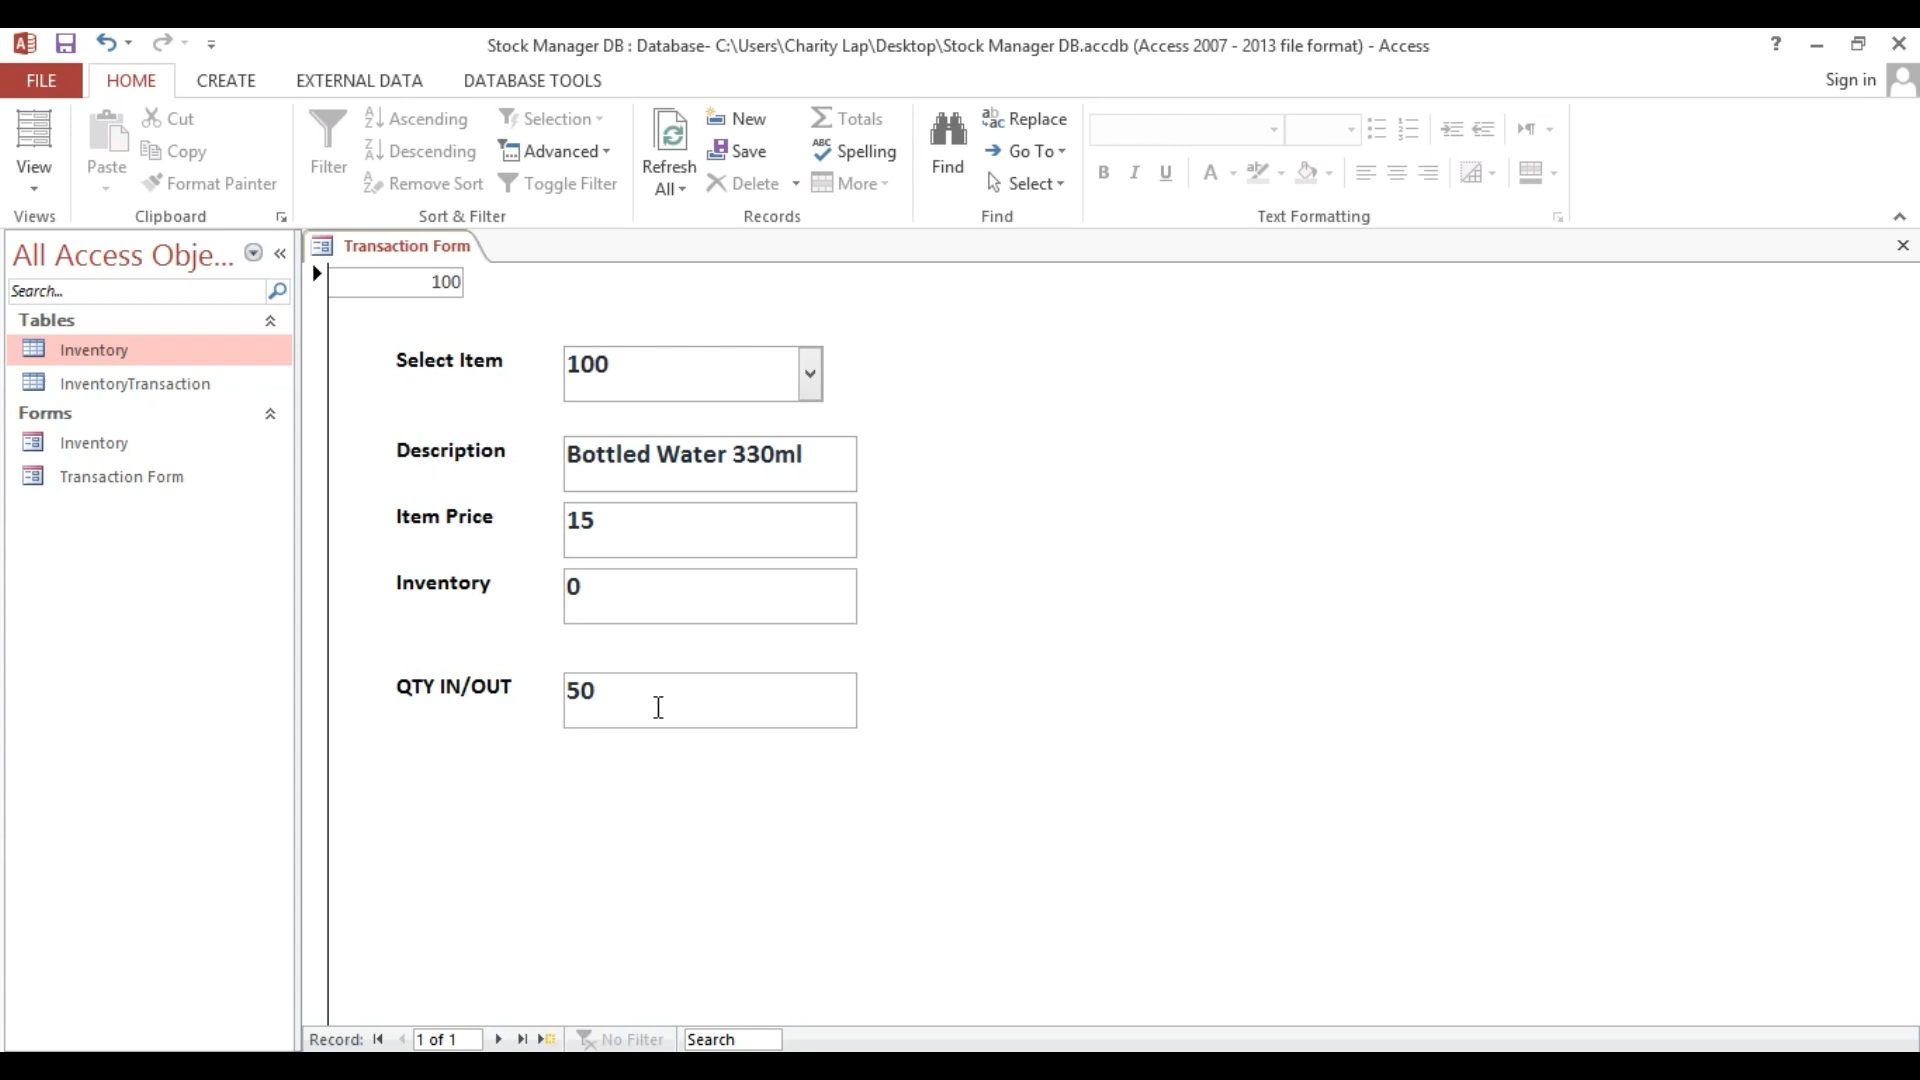 Stock Manager DB : Database- C:\Users\Charity Lap\Desktop\Stock Manager DB.accdb (Access 2007 - 2013 file format) - Access
?
FILE HOME CREATE EXTERNAL DATA DATABASE TOOLS
Sign in
View
Views
Paste
Cut
Copy
Format Painter
Clipboard
Filter
Ascending
Descending
Remove Sort
Selection
Advanced
Toggle Filter
Sort & Filter
Refresh
All
New
Save
Delete
Totals
Spelling
More
Records
Find
Replace
Go To
Select
Find
B I U A
Text Formatting
All Access Obje...
Search...
Tables
Inventory
InventoryTransaction
Forms
Inventory
Transaction Form
Transaction Form
100
Select Item 100
Description Bottled Water 330ml
Item Price 15
Inventory 0
QTY IN/OUT 50
Record: 1 of 1 No Filter Search